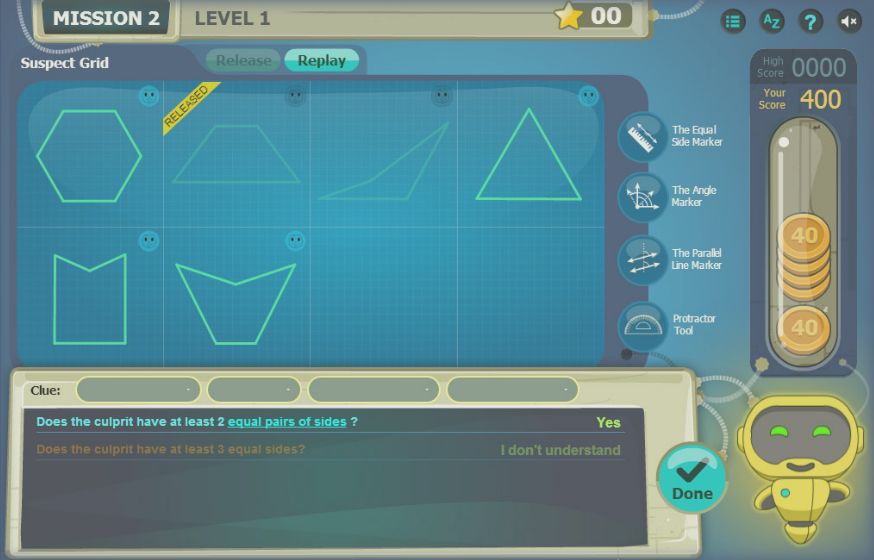 MISSION 2
LEVEL 1
00
Suspect Grid
Release
Replay
High
Score
0000
Your
Score
400
AZ
?
RELEASED
The Equal
Side Marker
The Angle
Marker
The Parallel
Line Marker
Protractor
Tool
40
40
Clue:
Does the culprit have at least 2 equal pairs of sides ? Yes
Does the culprit have at least 3 equal sides? I don't understand
Done